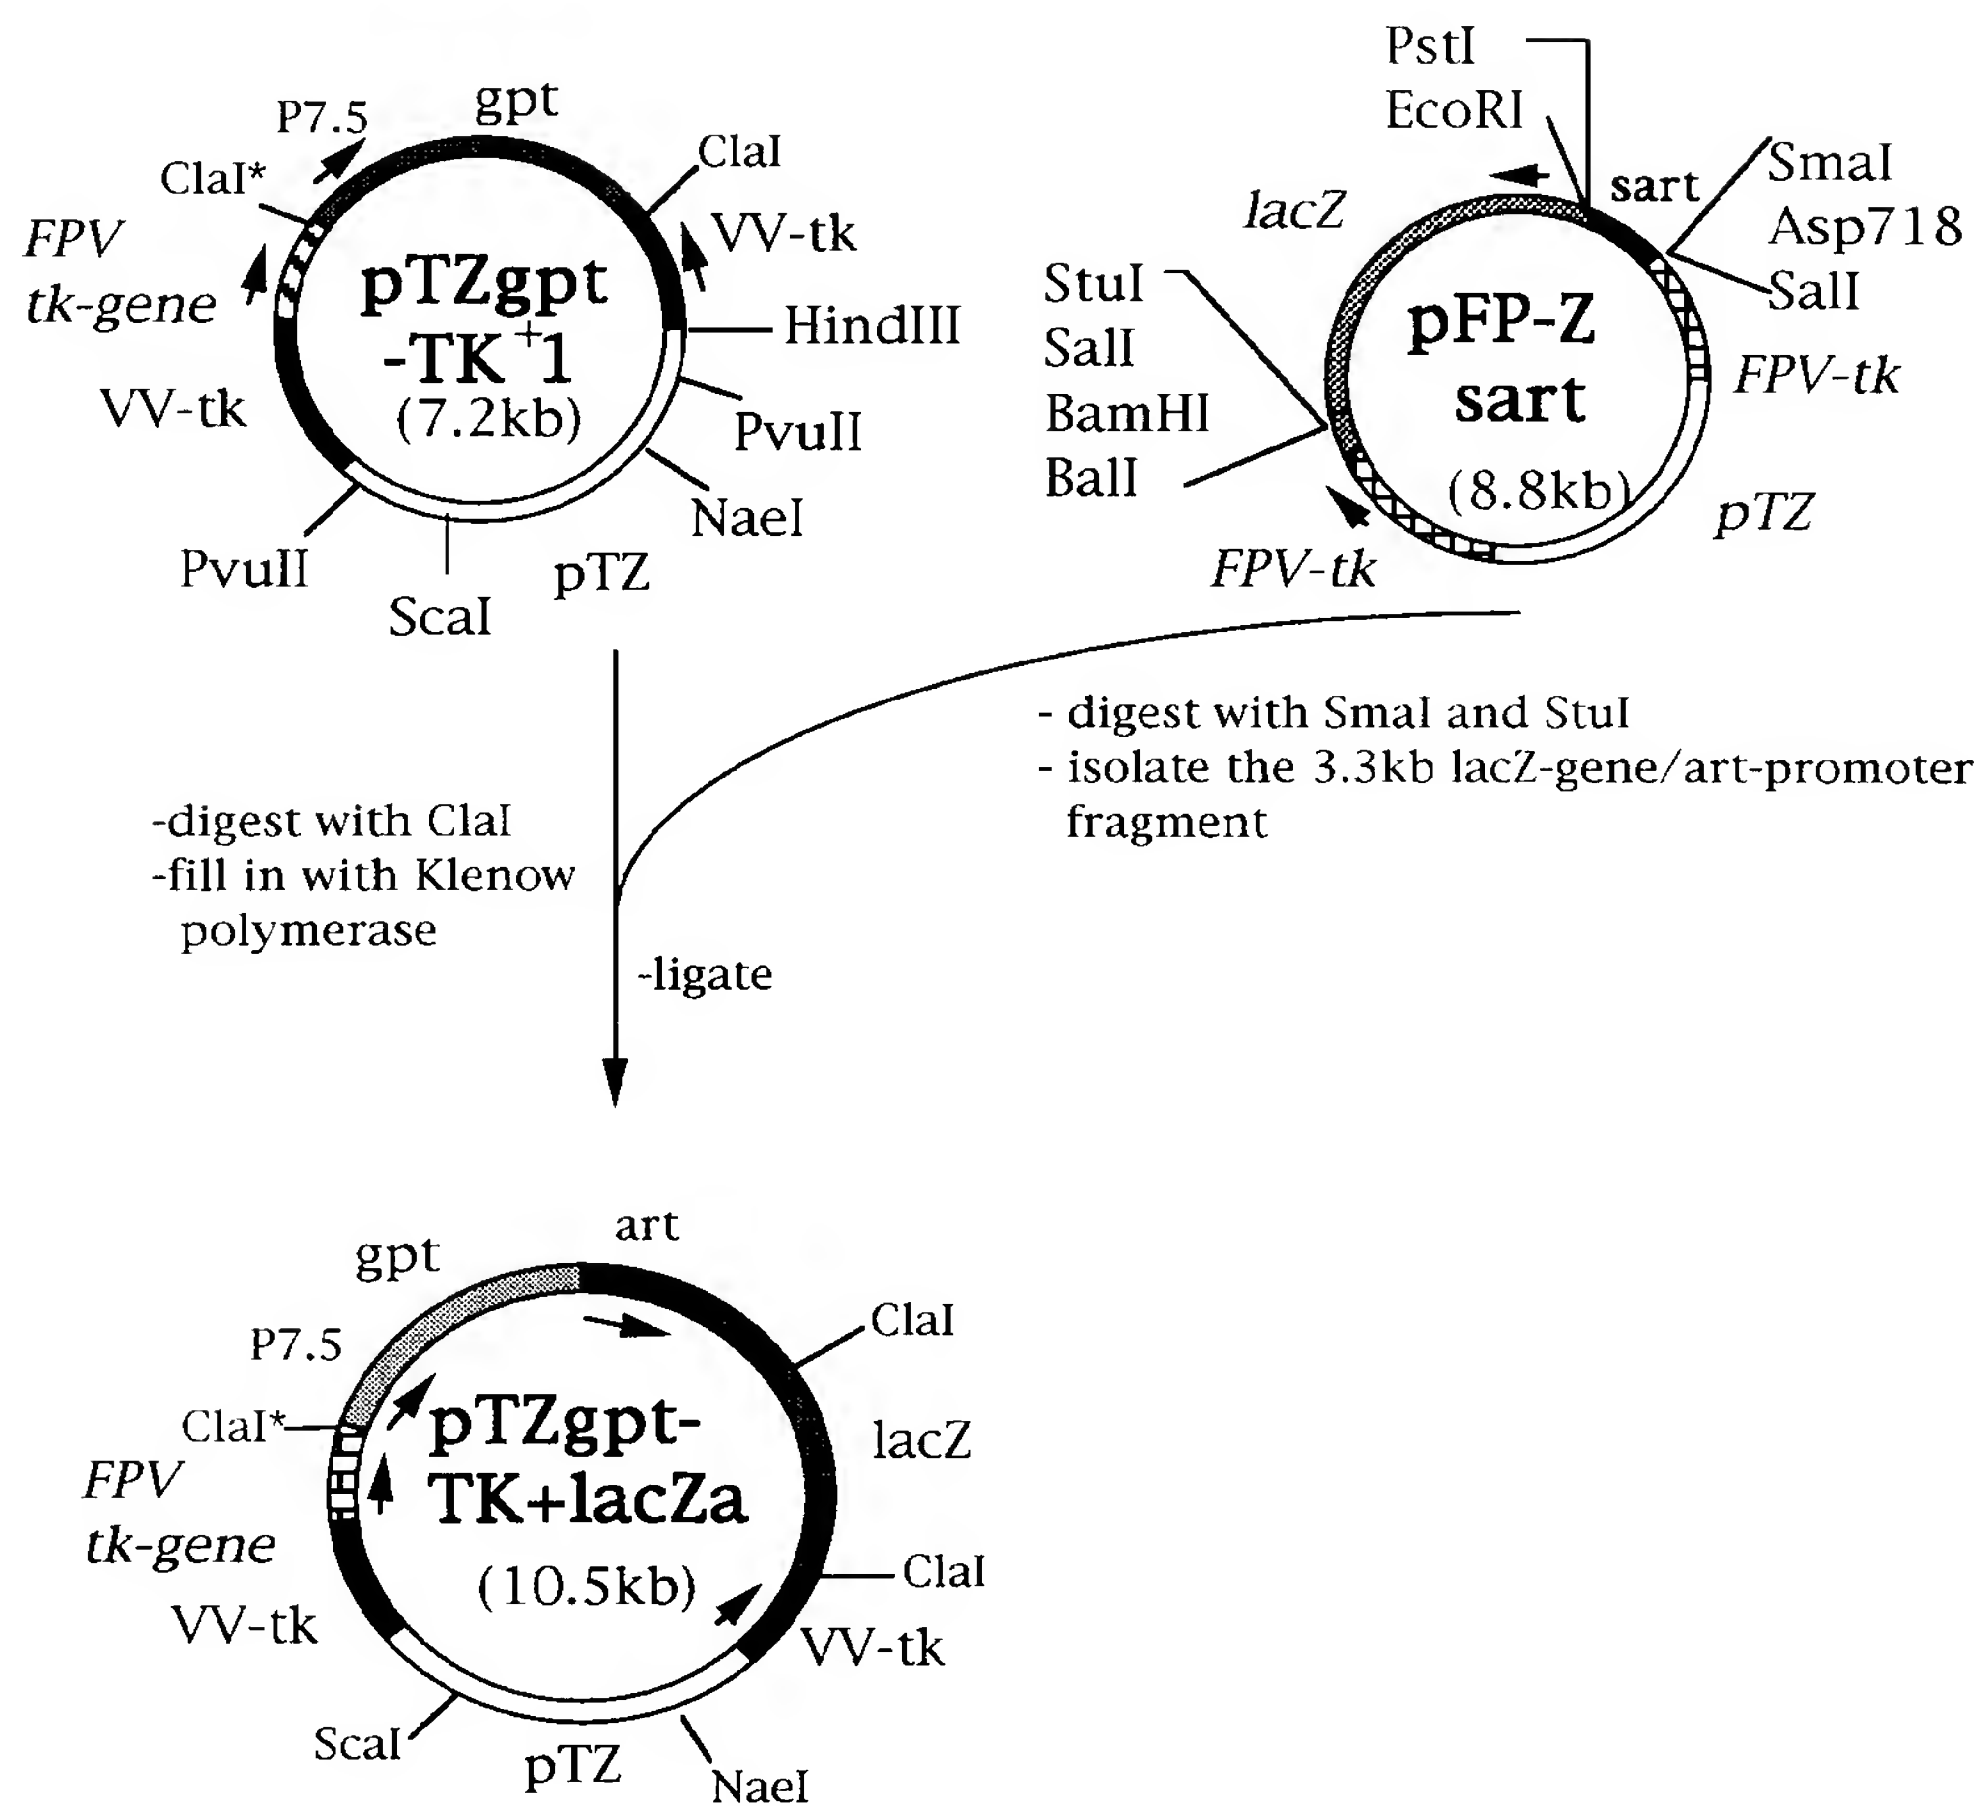 gpt
P7.5
ClaI
ClaI*
VV-tk
FPV
tk-gene
pTZgpt
-TK+1
(7.2kb)
HindIII
VV-tk
PvuII
NaeI
PvuII
pTZ
ScaI
PstI
EcoRI
sart
SmaI
Asp718
SalI
lacZ
StuI
SalI
BamHI
BalI
pFP-Z
sart
(8.8kb)
FPV-tk
pTZ
FPV-tk
- digest with SmaI and StuI
- isolate the 3.3kb lacZ-gene/art-promoter
fragment
-digest with ClaI
-fill in with Klenow
polymerase
-ligate
art
gpt
ClaI
P7.5
ClaI*
lacZ
pTZgpt-
TK+lacZa
(10.5kb)
FPV
tk-gene
ClaI
VV-tk
VV-tk
ScaI
pTZ
NaeI